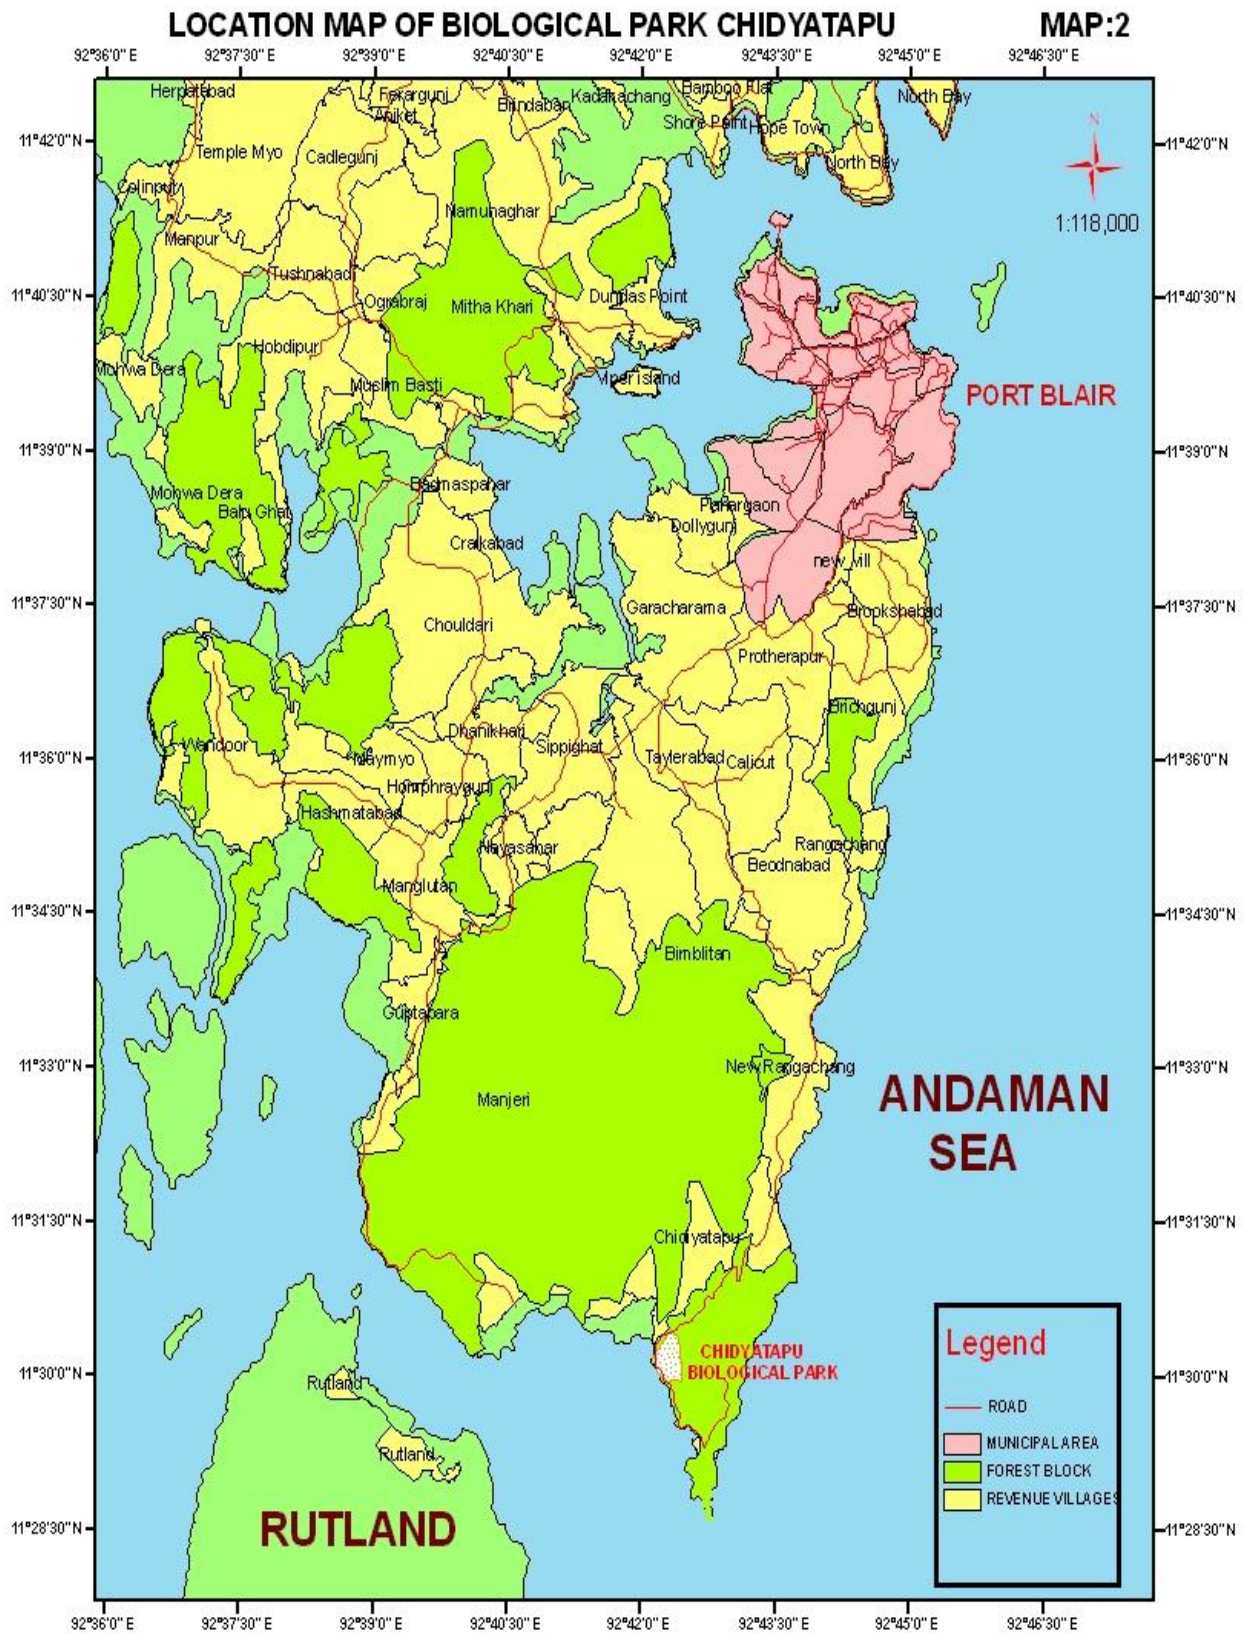 LOCATION MAP OF BIOLOGICAL PARK CHIDYATAPU MAP:2
92°36'0" E 92°37'30" E 92°39'0" E 92°40'30" E 92°42'0" E 92°43'30" E 92°45'0" E 92°46'30" E
Herpatabad
Ferargunj
Aniket
Brindaban
Kadakachang
Bamboo Flat
North Bay
Shore Point
Hope Town
N
11°42'0"N 11°42'0"N
Temple Myo
Cadlegunj
North Bay
Colinpur
1:118,000
Manpur
Namunaghar
Tushnabad
11°40'30"N 11°40'30"N
Ograbraj
Mitha Khari
Dundas Point
Hobdipur
Mohwa Dera
Muslim Basti
Viper island
PORT BLAIR
11°39'0"N 11°39'0"N
Badmaspahar
Mohwa Dera
Balu Ghat
Pahargaon
Dollygunj
Craikabad
new vill
11°37'30"N 11°37'30"N
Chouldari
Garacharama
Brookshabad
Protherapur
Brichgunj
Dhanikhari
Wandoor
Sippighat
11°36'0"N 11°36'0"N
Maymyo
Taylerabad
Calicut
Homphraygunj
Hashmatabad
Nayasahar
Rangachang
Beodnabad
Manglutan
11°34'30"N 11°34'30"N
Bimblitan
Guptapara
11°33'0"N 11°33'0"N
New Rangachang
Manjeri
ANDAMAN
SEA
11°31'30"N 11°31'30"N
Chidiyatapu
Legend
CHIDYATAPU
BIOLOGICAL PARK
11°30'0"N 11°30'0"N
Rutland
ROAD
MUNICIPAL AREA
Rutland
FOREST BLOCK
REVENUE VILLAGES
RUTLAND
11°28'30"N 11°28'30"N
92°36'0" E 92°37'30" E 92°39'0" E 92°40'30" E 92°42'0" E 92°43'30" E 92°45'0" E 92°46'30" E